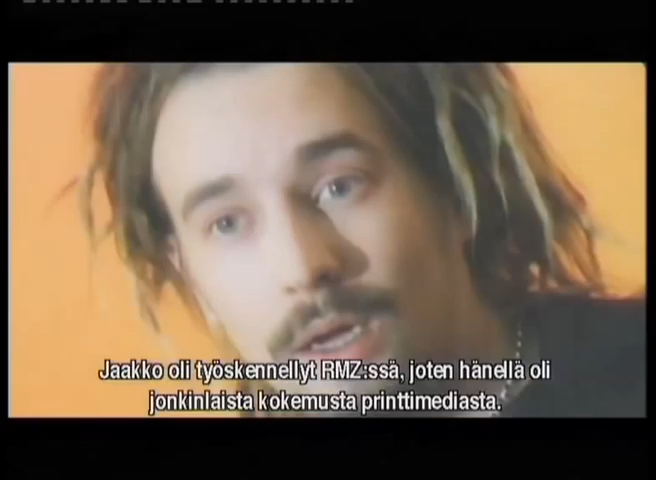 Jaakko oli työskennellyt RMZ:ssä, joten hänellä oli
jonkinlaista kokemusta printtimediasta.